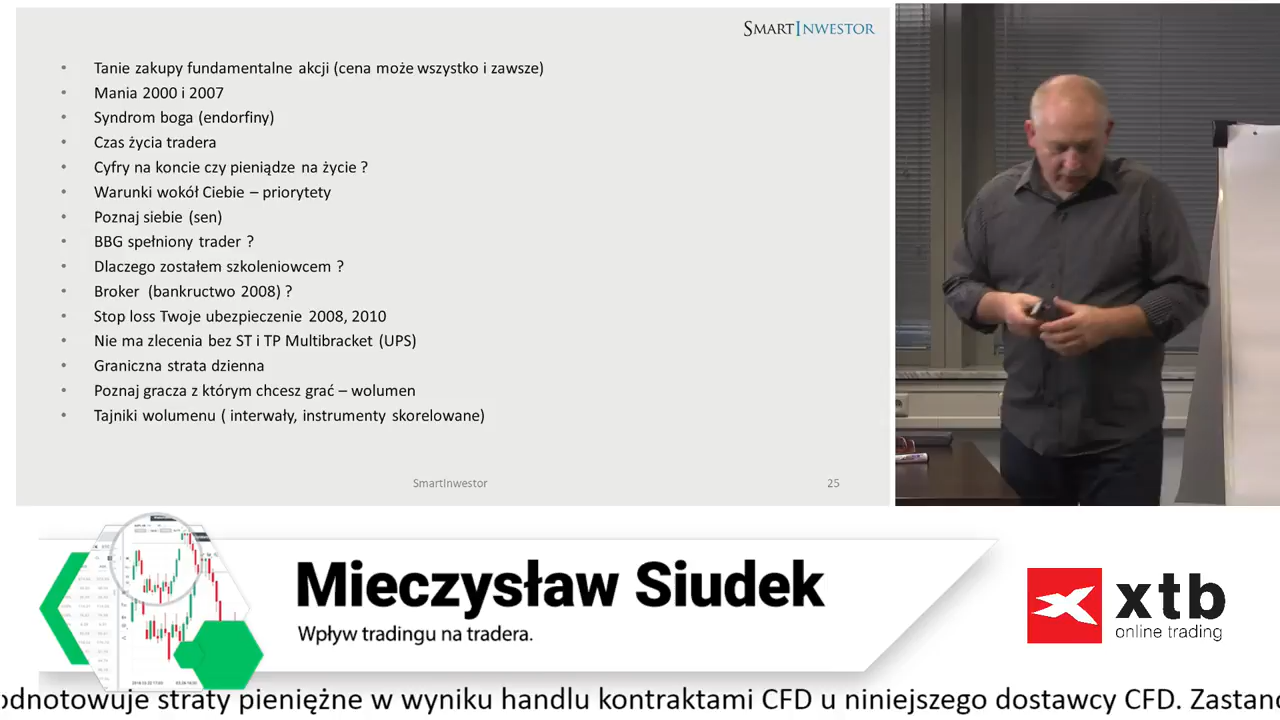 SMARTINWESTOR
• Tanie zakupy fundamentalne akcji (cena może wszystko i zawsze)
• Mania 2000 i 2007
• Syndrom boga (endorfiny)
• Czas życia tradera
• Cyfry na koncie czy pieniądze na życie ?
• Warunki wokół Ciebie – priorytety
• Poznaj siebie (sen)
• BBG spełniony trader ?
• Dlaczego zostałem szkoleniowcem ?
• Broker (bankructwo 2008) ?
• Stop loss Twoje ubezpieczenie 2008, 2010
• Nie ma zlecenia bez ST i TP Multibracket (UPS)
• Graniczna strata dzienna
• Poznaj gracza z którym chcesz grać – wolumen
• Tajniki wolumenu ( interwały, instrumenty skorelowane)
SmartInwestor 25
Mieczysław Siudek
Wpływ tradingu na tradera.
xtb
online trading
odnotowuje straty pieniężne w wyniku handlu kontraktami CFD u niniejszego dostawcy CFD.